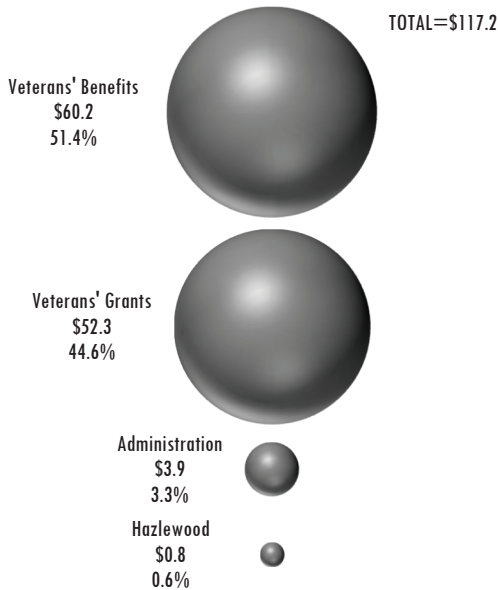 TOTAL=$117.2
Veterans' Benefits
$60.2
51.4%
Veterans' Grants
$52.3
44.6%
Administration
$3.9
3.3%
Hazlewood
$0.8
0.6%